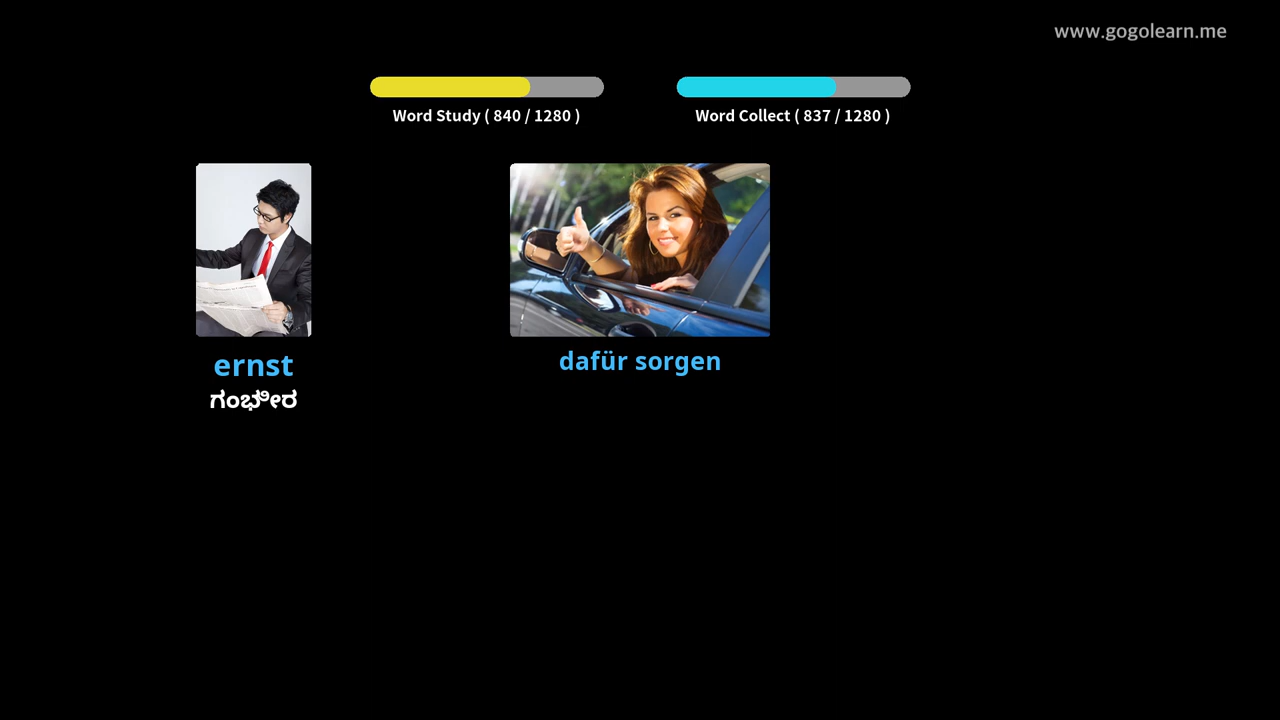 www.gogolearn.me
Word Study ( 840 / 1280 )
Word Collect ( 837 / 1280 )
ernst
ಗಂಭೀರ
dafür sorgen